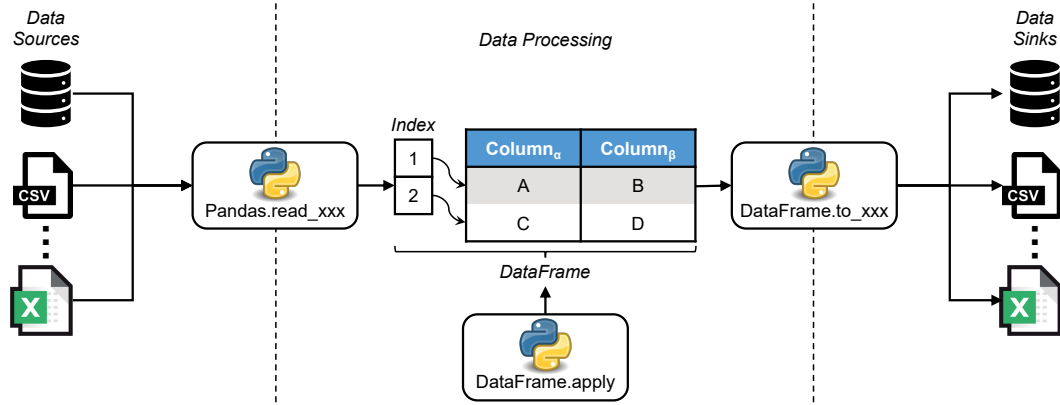 Data
Sources
Data Processing
Data
Sinks
CSV
X
Pandas.read_xxx
Index
1
2
Columnα
Columnβ
A
B
C
D
DataFrame
DataFrame.apply
DataFrame.to_xxx
CSV
X